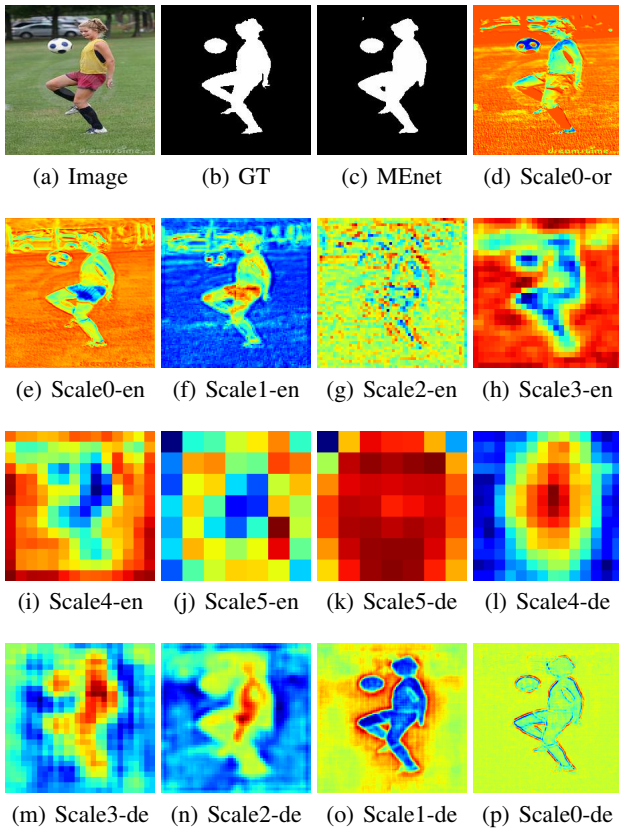 dreamstime
(a) Image (b) GT (c) MEnet (d) Scale0-or
(e) Scale0-en (f) Scale1-en (g) Scale2-en (h) Scale3-en
(i) Scale4-en (j) Scale5-en (k) Scale5-de (l) Scale4-de
(m) Scale3-de (n) Scale2-de (o) Scale1-de (p) Scale0-de